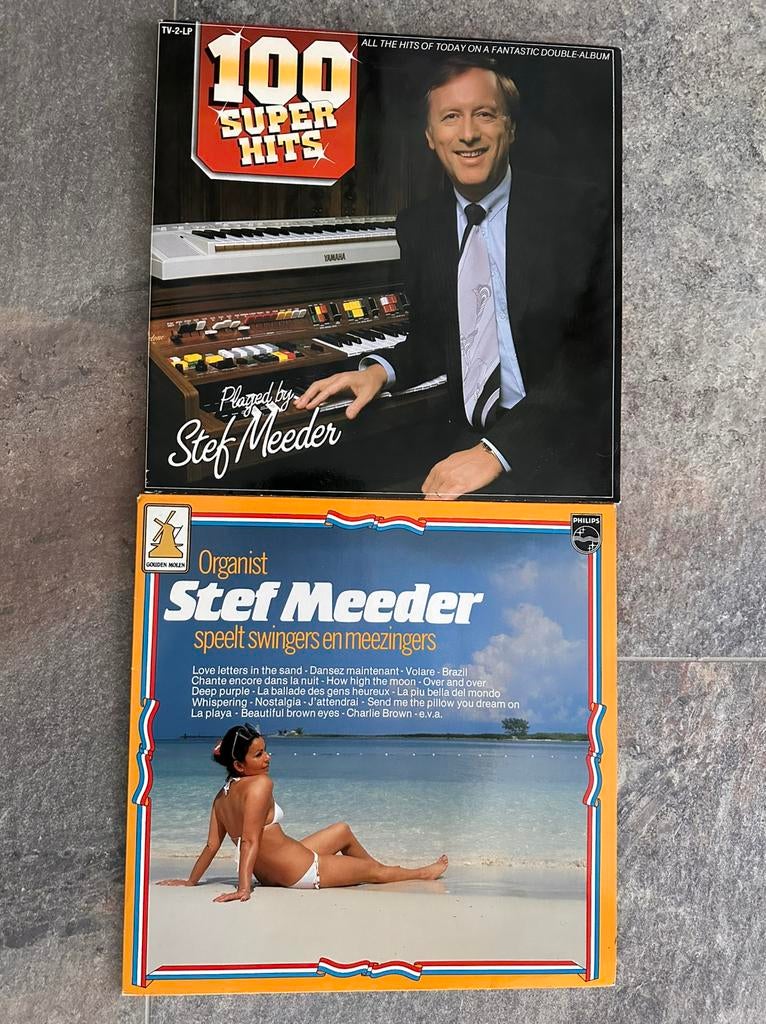 TV-2-LP
ALL THE HITS OF TODAY ON A FANTASTIC DOUBLE-ALBUM
100
SUPER
HITS
YAMAHA
Played by
Stef Meeder
GOUDEN MOLEN
PHILIPS
Organist
Stef Meeder
speelt swingers en meezingers
Love letters in the sand - Dansez maintenant - Volare - Brazil
Chante encore dans la nuit - How high the moon - Over and over
Deep purple - La ballade des gens heureux - La piu bella del mondo
Whispering - Nostalgia - J'attendrai - Send me the pillow you dream on
La playa - Beautiful brown eyes - Charlie Brown - e.v.a.